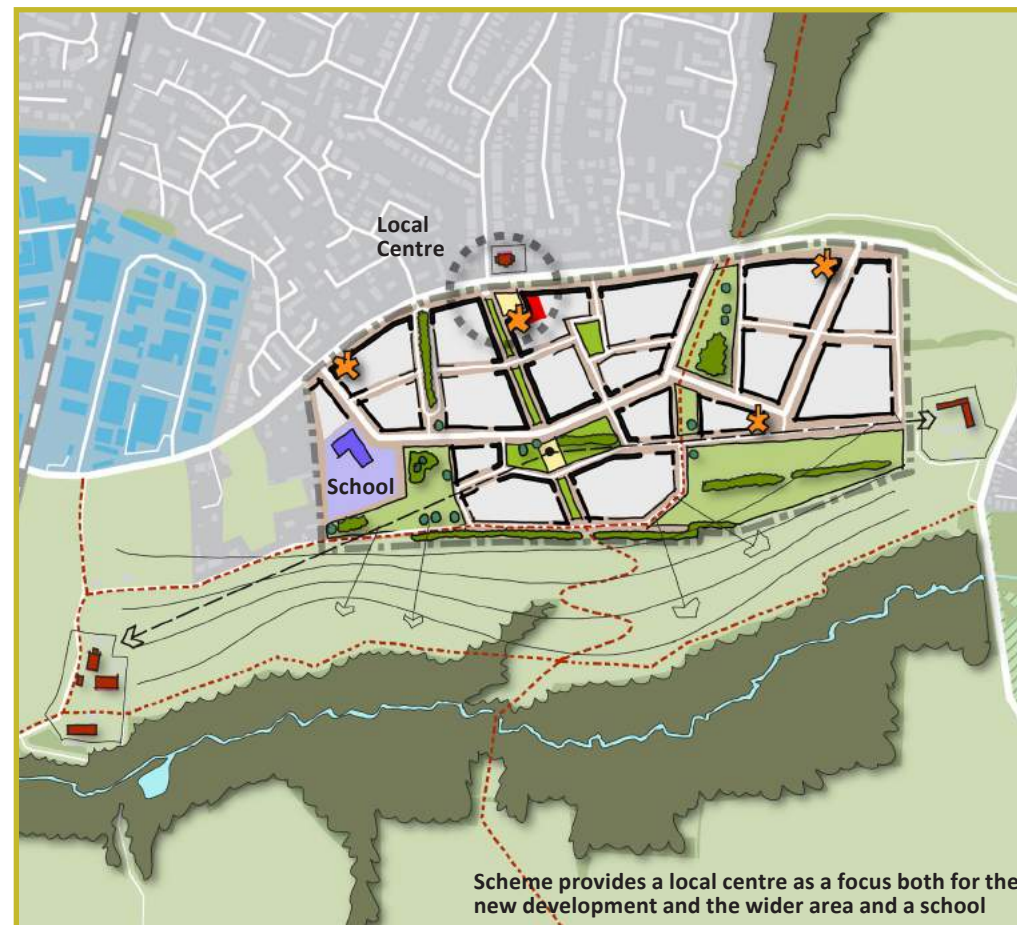 Local
Centre
School
Scheme provides a local centre as a focus both for the
new development and the wider area and a school